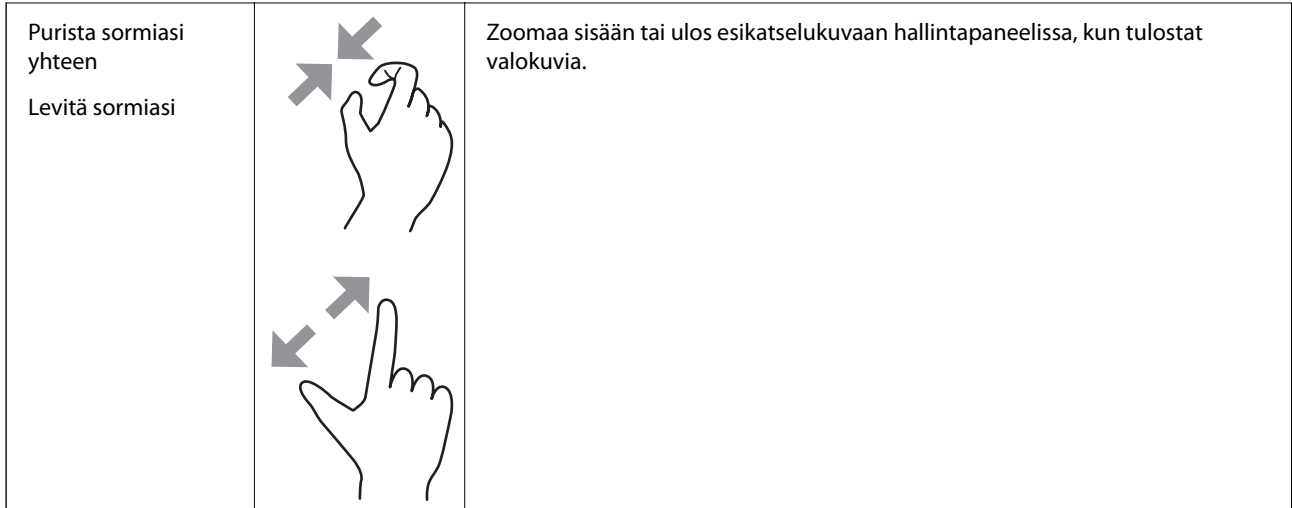 Purista sormiasi
yhteen
Levitä sormiasi
Zoomaa sisään tai ulos esikatselukuvaan hallintapaneelissa, kun tulostat
valokuvia.